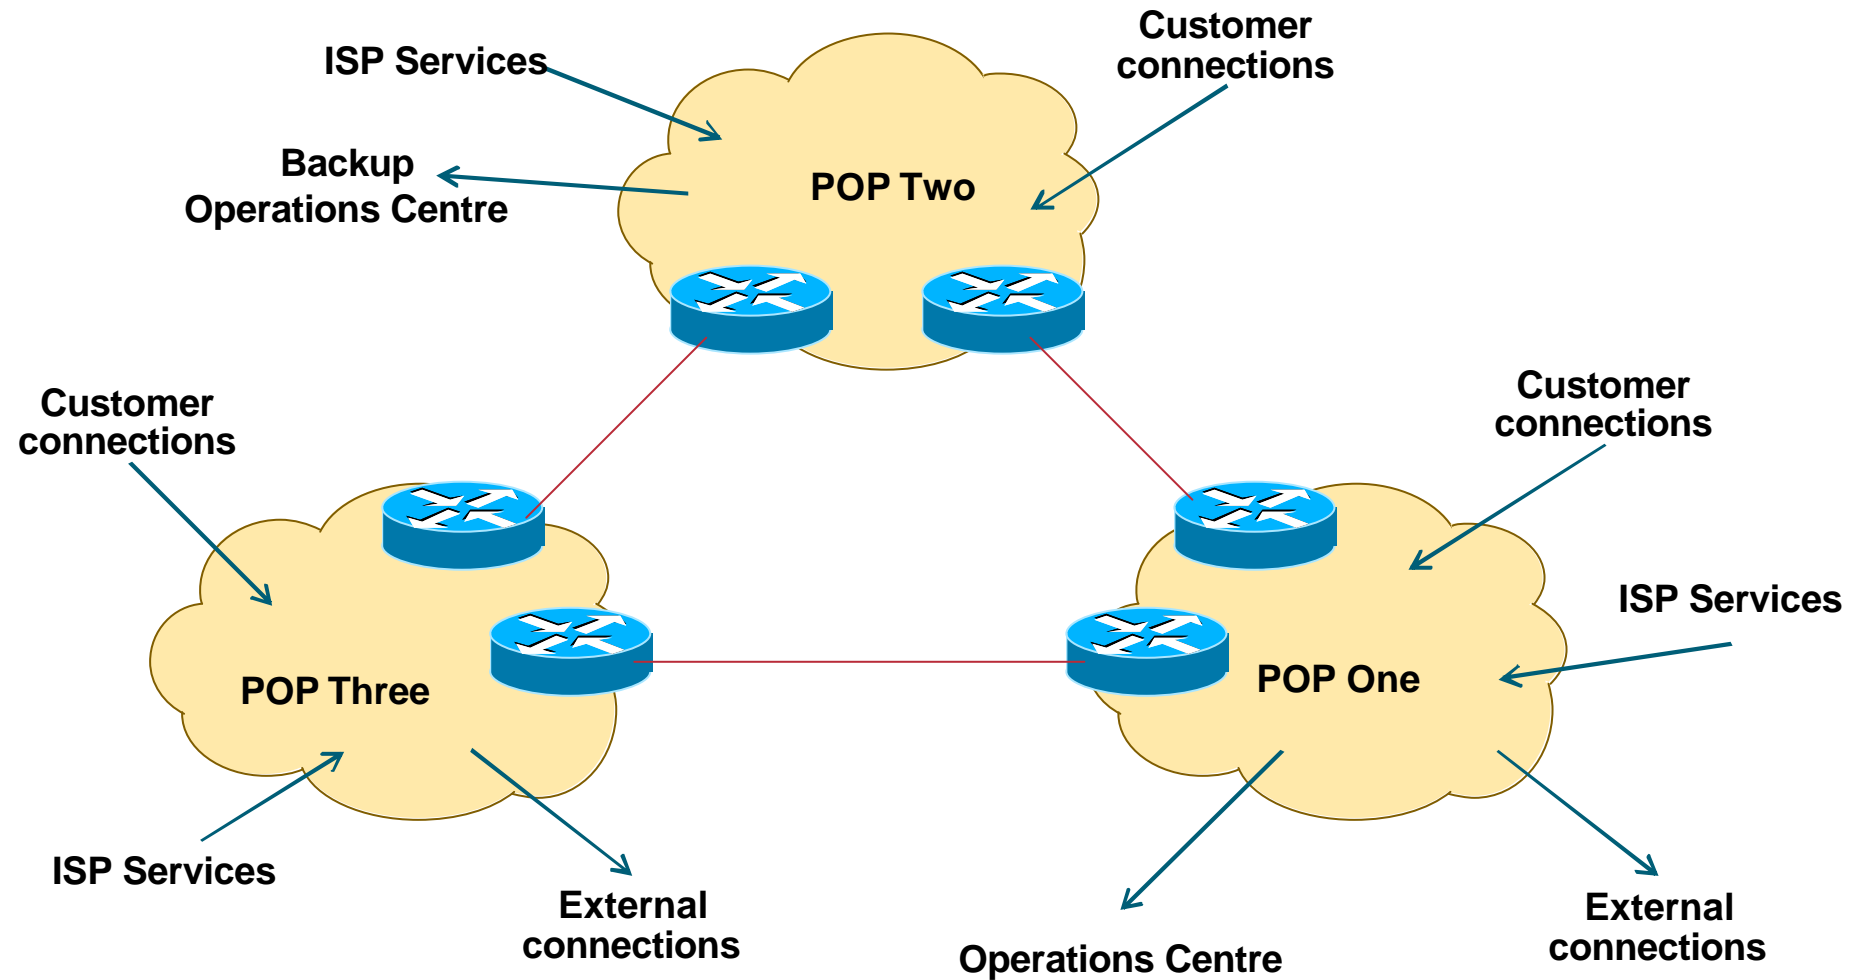 Customer
connections
ISP Services
Backup
Operations Centre
POP Two
Customer
connections
Customer
connections
ISP Services
POP Three
POP One
ISP Services
External
connections
Operations Centre
External
connections